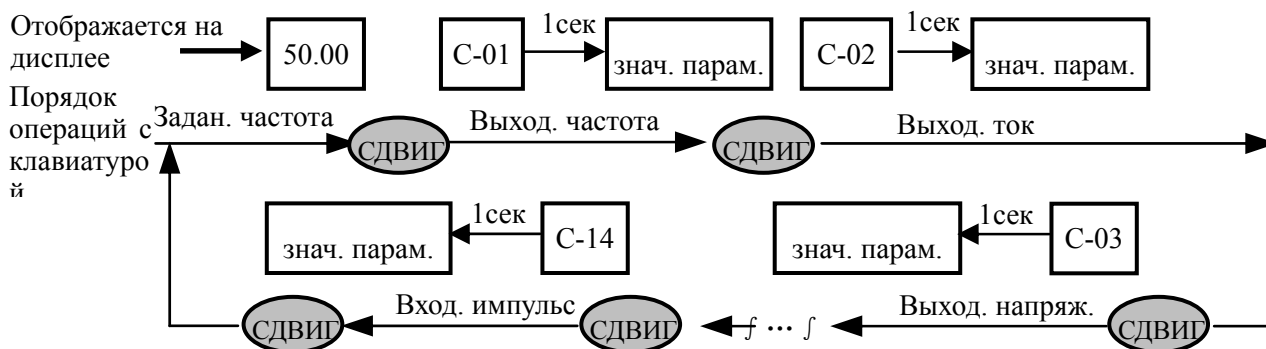 Отображается на
дисплее
50.00
С-01
1сек
знач. парам.
С-02
1сек
знач. парам.
Порядок
операций с
клавиатуро
й
Задан. частота
СДВИГ
Выход. частота
СДВИГ
Выход. ток
знач. парам.
1сек
С-14
знач. парам.
1сек
С-03
СДВИГ
Вход. импульс
СДВИГ
∫ ··· ∫
Выход. напряж.
СДВИГ